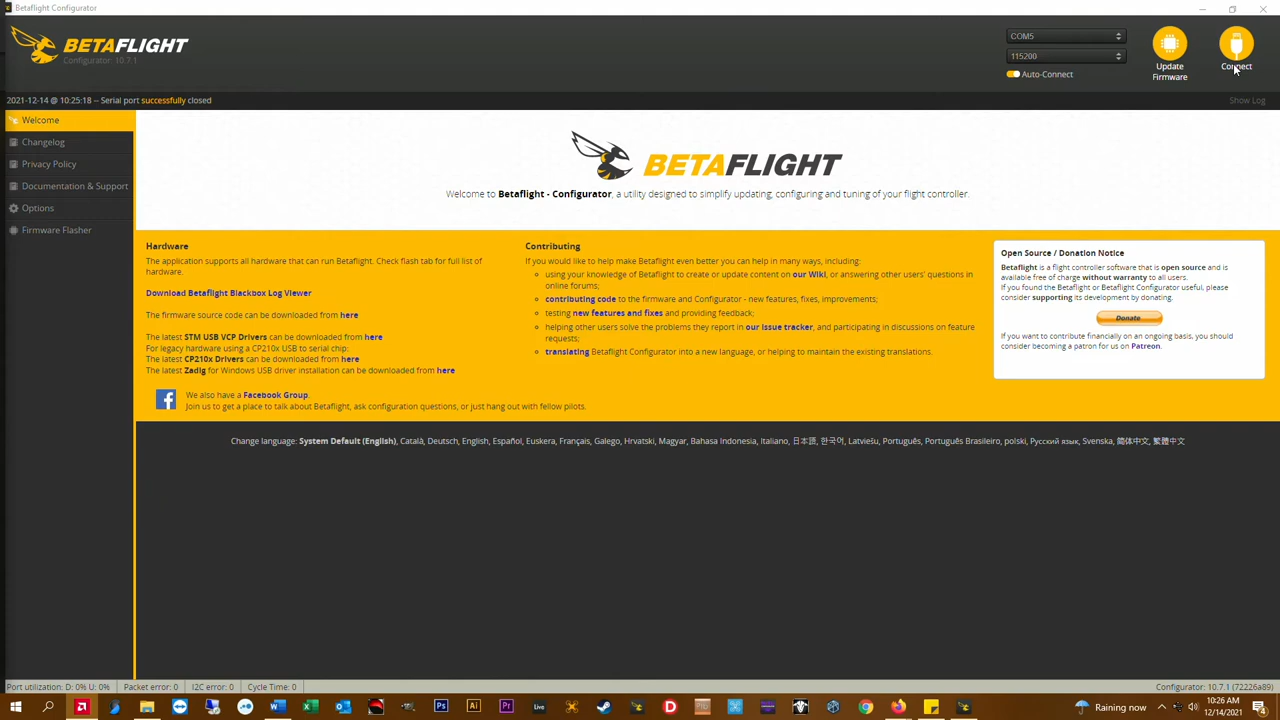 Betaflight Configurator
BETAFLIGHT
Configurator: 10.7.1
COM5
115200
Auto-Connect
Update
Firmware
Connect
2021-12-14 @ 10:25:18 -- Serial port successfully closed
Show Log
Welcome
Changelog
Privacy Policy
Documentation & Support
Options
Firmware Flasher
BETAFLIGHT
Welcome to Betaflight - Configurator, a utility designed to simplify updating, configuring and tuning of your flight controller.
Hardware
The application supports all hardware that can run Betaflight. Check flash tab for full list of
hardware.
Download Betaflight Blackbox Log Viewer
The firmware source code can be downloaded from here
The latest STM USB VCP Drivers can be downloaded from here
For legacy hardware using a CP210x USB to serial chip:
The latest CP210x Drivers can be downloaded from here
The latest Zadig for Windows USB driver installation can be downloaded from here
We also have a Facebook Group.
Join us to get a place to talk about Betaflight, ask configuration questions, or just hang out with fellow pilots.
Contributing
If you would like to help make Betaflight even better you can help in many ways, including:
using your knowledge of Betaflight to create or update content on our Wiki, or answering other users' questions in
online forums;
contributing code to the firmware and Configurator - new features, fixes, improvements;
testing new features and fixes and providing feedback;
helping other users solve the problems they report in our issue tracker, and participating in discussions on feature
requests;
translating Betaflight Configurator into a new language, or helping to maintain the existing translations.
Open Source / Donation Notice
Betaflight is a flight controller software that is open source and is
available free of charge without warranty to all users.
If you found the Betaflight or Betaflight Configurator useful, please
consider supporting its development by donating.
Donate
If you want to contribute financially on an ongoing basis, you should
consider becoming a patron for us on Patreon.
Change language: System Default (English), Català, Deutsch, English, Español, Euskera, Français, Galego, Hrvatski, Magyar, Bahasa Indonesia, Italiano, 日本語, 한국어, Latviešu, Português, Português Brasileiro, polski, Русский язык, Svenska, 简体中文, 繁體中文
Port utilization: D: 0% U: 0%
Packet error: 0
I2C error: 0
Cycle Time: 0
Configurator: 10.7.1 (72226a89)
Ps
Ai
Pr
Live
Raining now
10:26 AM
12/14/2021
4